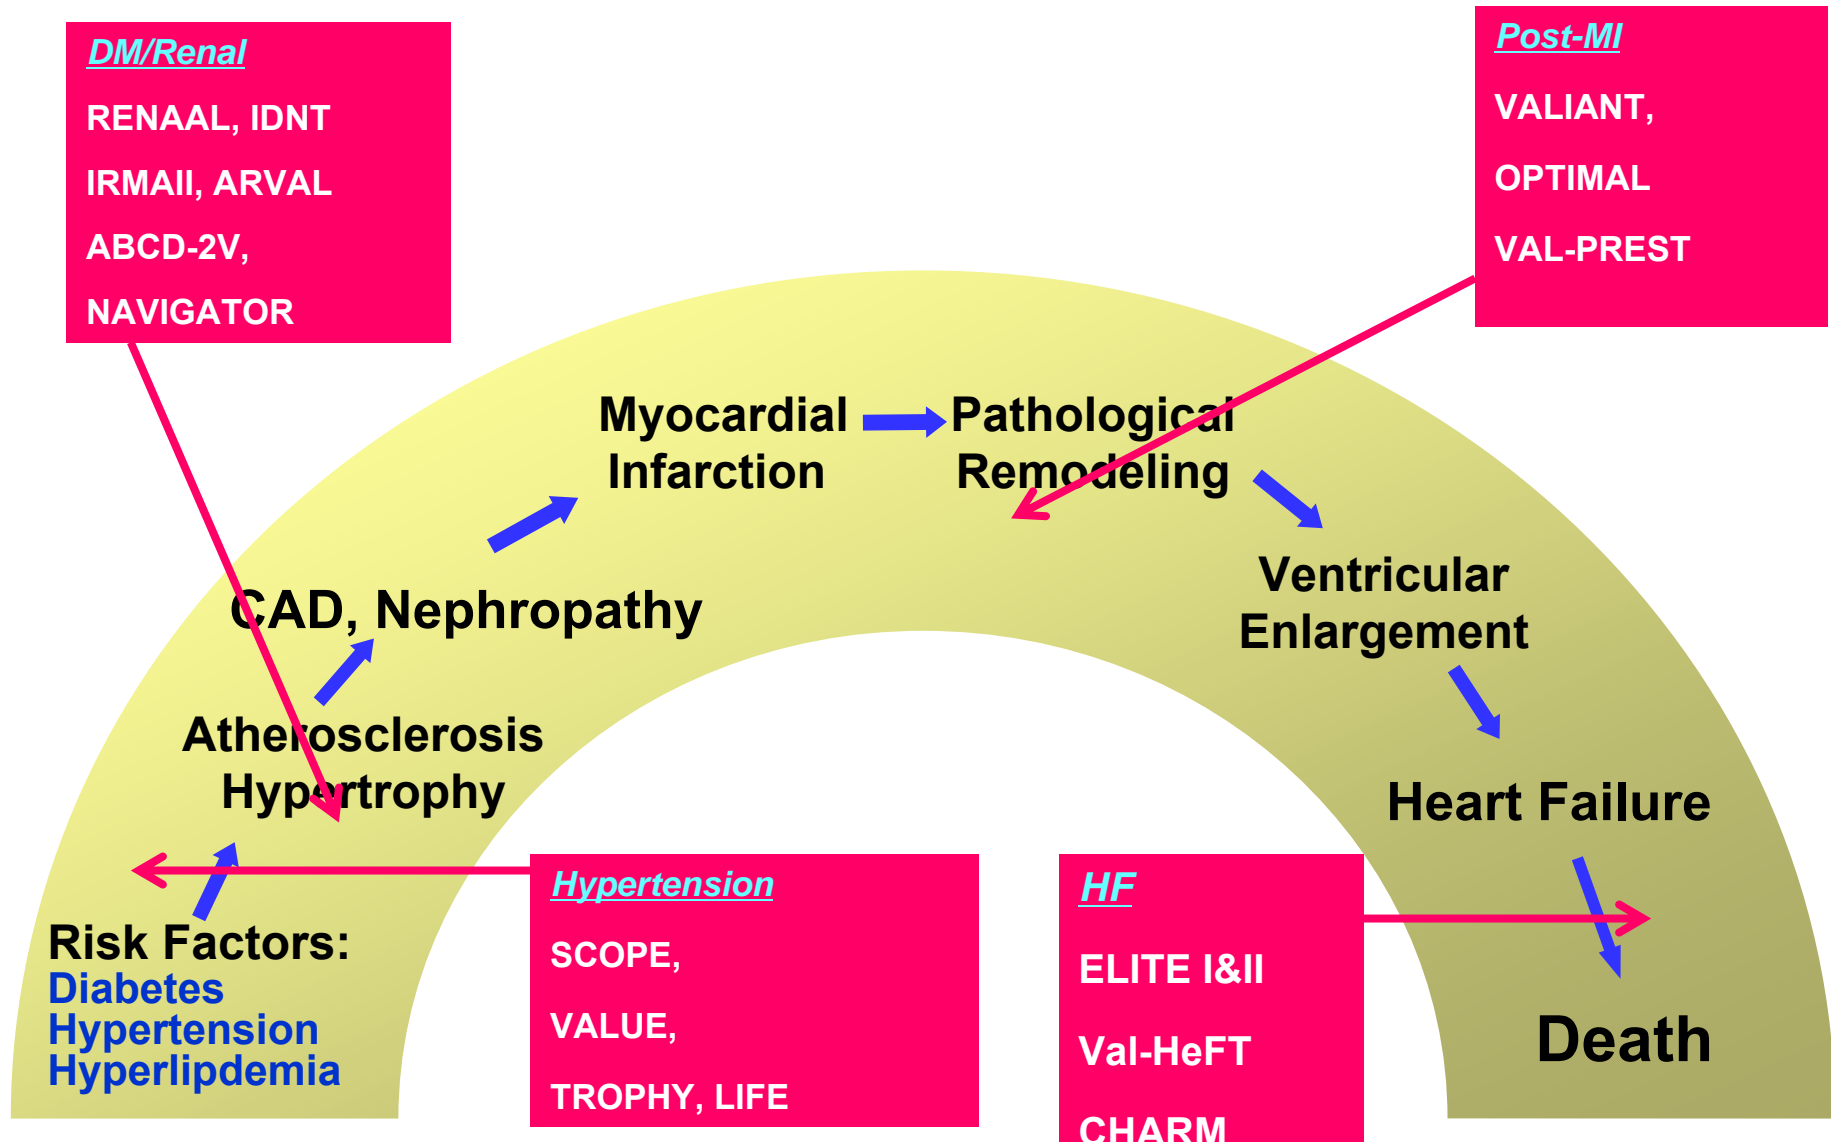 DM/Renal
RENAAL, IDNT
IRMAII, ARVAL
ABCD-2V,
NAVIGATOR
Post-MI
VALIANT,
OPTIMAL
VAL-PREST
Myocardial
Infarction
Pathological
Remodeling
CAD, Nephropathy
Ventricular
Enlargement
Atherosclerosis
Hypertrophy
Heart Failure
Risk Factors:
Diabetes
Hypertension
Hyperlipdemia
Hypertension
SCOPE,
VALUE,
TROPHY, LIFE
HF
ELITE I&II
Val-HeFT
CHARM
Death